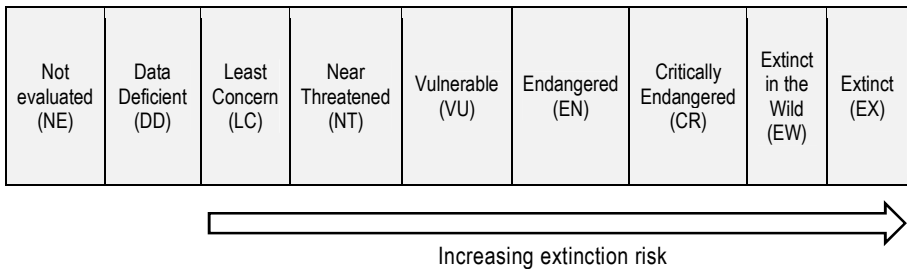 Not
evaluated
(NE)
Data
Deficient
(DD)
Least
Concern
(LC)
Near
Threatened
(NT)
Vulnerable
(VU)
Endangered
(EN)
Critically
Endangered
(CR)
Extinct
in the
Wild
(EW)
Extinct
(EX)
Increasing extinction risk